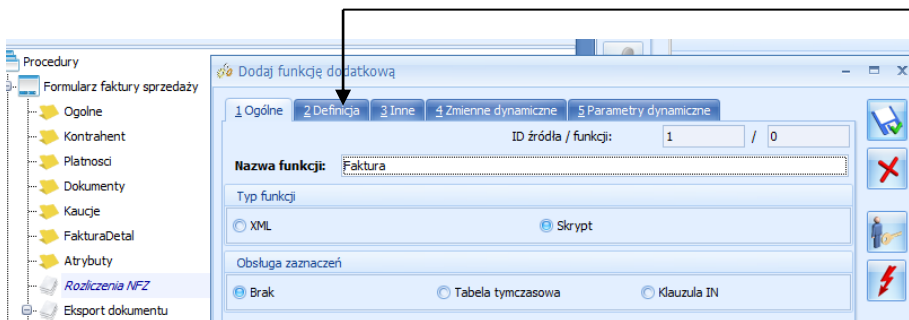 Procedury
Formularz faktury sprzedaży
Ogolne
Kontrahent
Platnosci
Dokumenty
Kaucje
FakturaDetal
Atrybuty
Rozliczenia NFZ
Eksport dokumentu
Dodaj funkcję dodatkową
1 Ogólne 2 Definicja 3 Inne 4 Zmienne dynamiczne 5 Parametry dynamiczne
ID źródła / funkcji: 1 / 0
Nazwa funkcji: Faktura
Typ funkcji
XML Skrypt
Obsługa zaznaczeń
Brak Tabela tymczasowa Klauzula IN